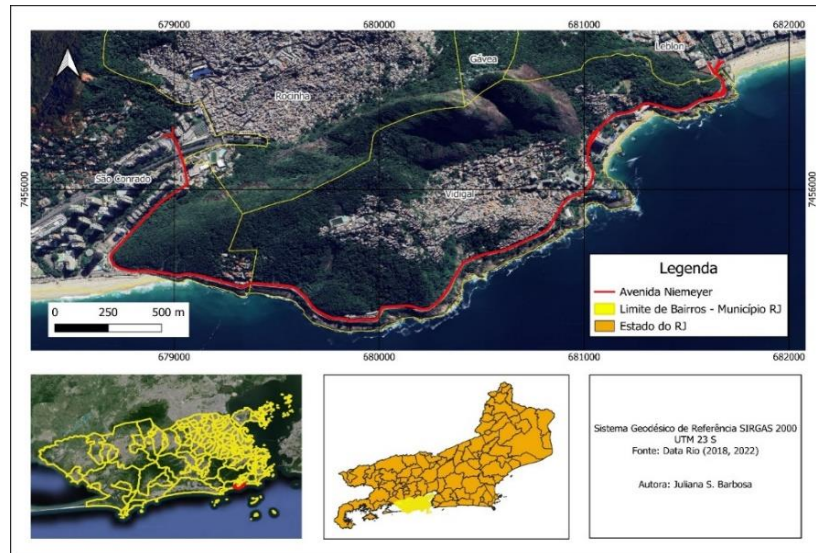 679000
680000
681000
682000
Leblon
Gávea
Rocinha
São Conrado
7456000
7456000
Vidigal
Legenda
Avenida Niemeyer
Limite de Bairros - Município RJ
Estado do RJ
0 250 500 m
679000
680000
681000
682000
Sistema Geodésico de Referência SIRGAS 2000
UTM 23 S
Fonte: Data Rio (2018, 2022)
Autora: Juliana S. Barbosa